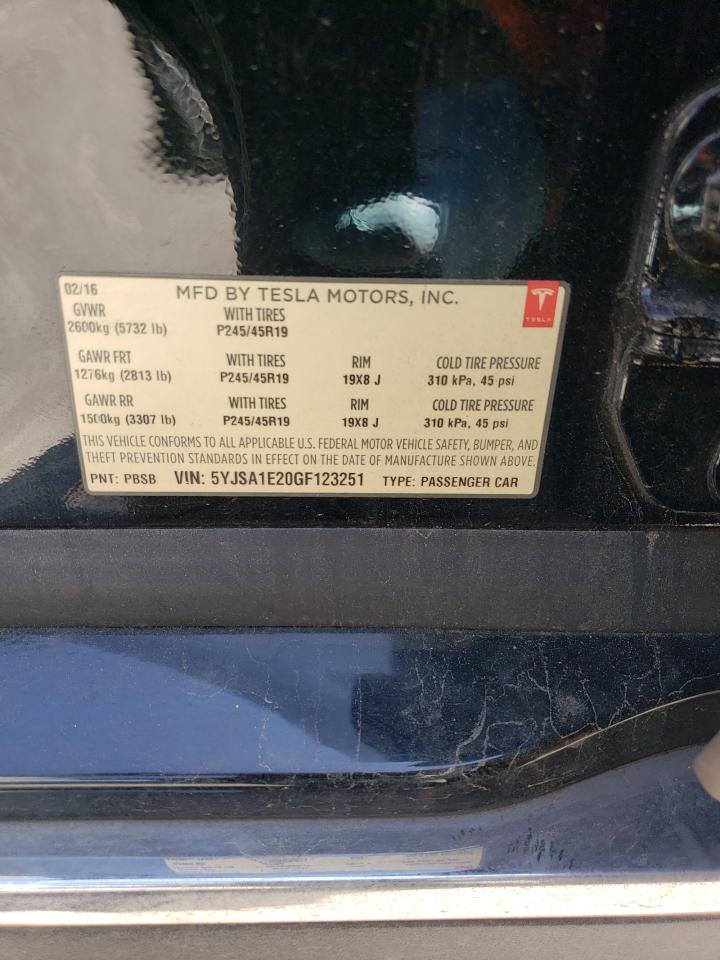 02/16 MFD BY TESLA MOTORS, INC.
TESLA
GVWR WITH TIRES
2600kg (5732 lb) P245/45R19
GAWR FRT WITH TIRES RIM COLD TIRE PRESSURE
1276kg (2813 lb) P245/45R19 19X8 J 310 kPa, 45 psi
GAWR RR WITH TIRES RIM COLD TIRE PRESSURE
1500kg (3307 lb) P245/45R19 19X8 J 310 kPa, 45 psi
THIS VEHICLE CONFORMS TO ALL APPLICABLE U.S. FEDERAL MOTOR VEHICLE SAFETY, BUMPER, AND
THEFT PREVENTION STANDARDS IN EFFECT ON THE DATE OF MANUFACTURE SHOWN ABOVE.
PNT: PBSB VIN: 5YJSA1E20GF123251 TYPE: PASSENGER CAR